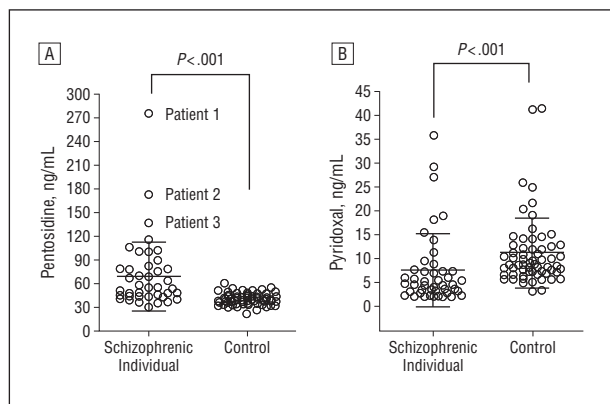 A
P<.001
Pentosidine, ng/mL
300
270
240
210
180
150
120
90
60
30
0
Patient 1
Patient 2
Patient 3
Schizophrenic
Individual
Control
B
P<.001
Pyridoxal, ng/mL
45
40
35
30
25
20
15
10
5
0
Schizophrenic
Individual
Control